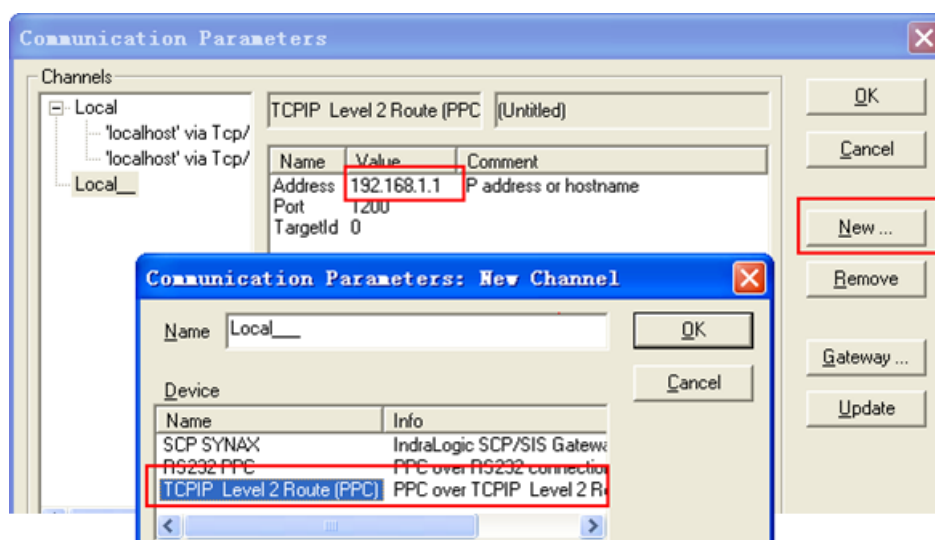 Communication Parameters
Channels
Local
'localhost' via Tcp/
'localhost' via Tcp/
Local__
TCPIP Level 2 Route (PPC
(Untitled)
Name Value Comment
Address 192.168.1.1 P address or hostname
Port 1200
TargetId 0
OK
Cancel
New ...
Remove
Gateway ...
Update
Communication Parameters: New Channel
Name Local___
OK
Cancel
Device
Name Info
SCP SYNAX IndraLogic SCP/SIS Gatew
RS232 PPC PPC over RS232 connection
TCPIP Level 2 Route (PPC) PPC over TCPIP Level 2 R